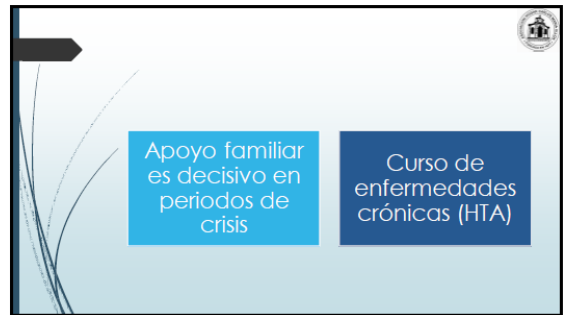 Apoyo familiar
es decisivo en
periodos de
crisis
Curso de
enfermedades
crónicas (HTA)